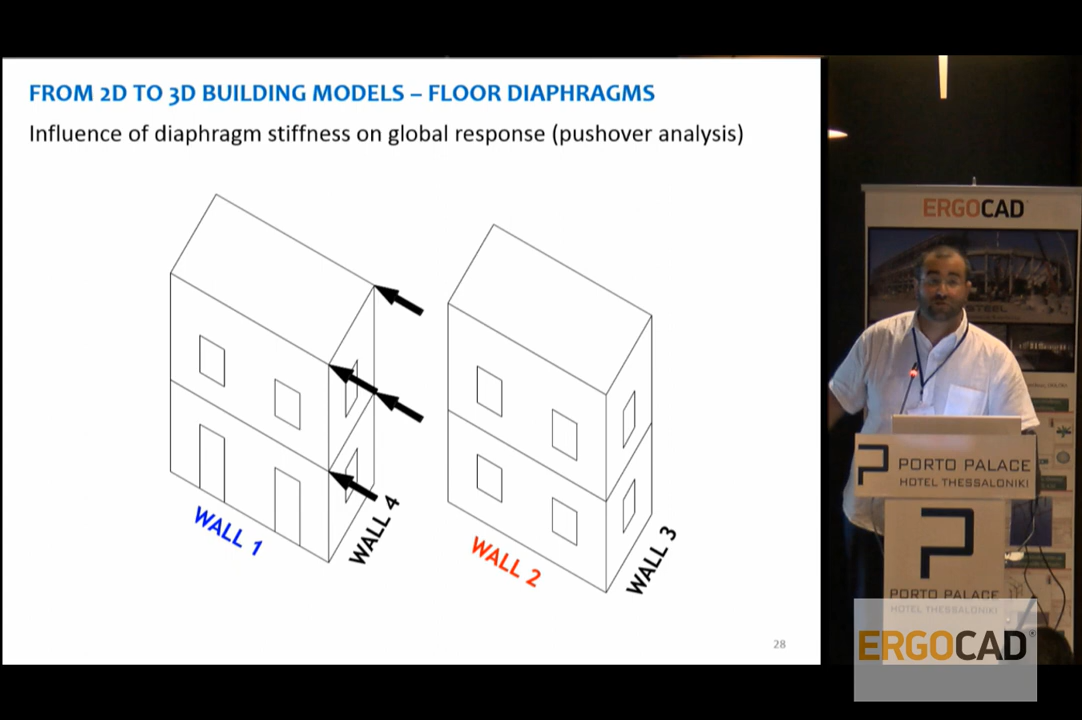 FROM 2D TO 3D BUILDING MODELS – FLOOR DIAPHRAGMS
Influence of diaphragm stiffness on global response (pushover analysis)
WALL 1
WALL 4
WALL 2
WALL 3
28
ERGOCAD
STEEL
PORTO PALACE
HOTEL THESSALONIKI
PORTO PALACE
HOTEL THESSALONIKI
ERGOCAD®